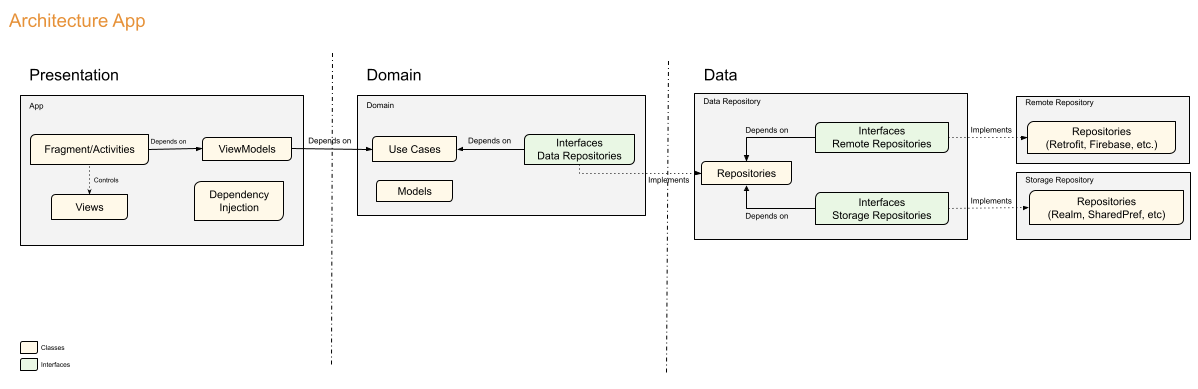 Architecture App
Presentation
Domain
Data
App
Fragment/Activities
Depends on
ViewModels
Controls
Views
Dependency
Injection
Depends on
Domain
Use Cases
Depends on
Interfaces
Data Repositories
Models
Implements
Data Repository
Depends on
Interfaces
Remote Repositories
Repositories
Depends on
Interfaces
Storage Repositories
Implements
Implements
Remote Repository
Repositories
(Retrofit, Firebase, etc.)
Storage Repository
Repositories
(Realm, SharedPref, etc)
Classes
Interfaces